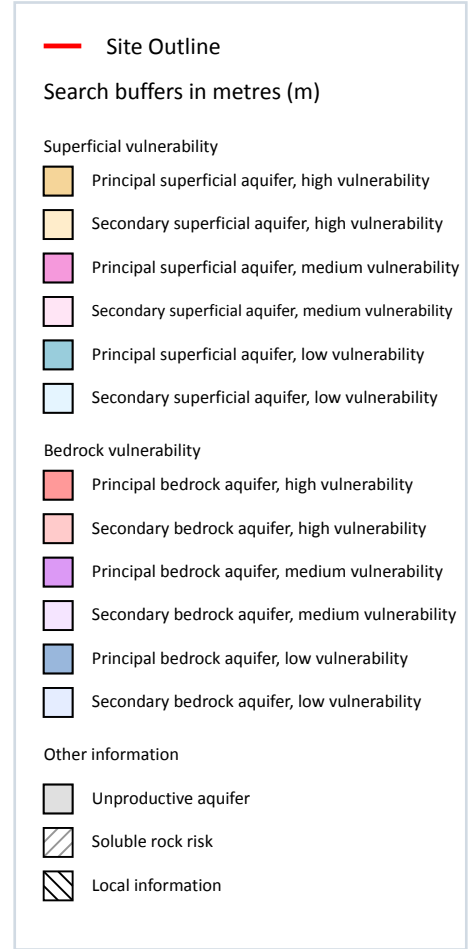 Site Outline
Search buffers in metres (m)
Superficial vulnerability
Principal superficial aquifer, high vulnerability
Secondary superficial aquifer, high vulnerability
Principal superficial aquifer, medium vulnerability
Secondary superficial aquifer, medium vulnerability
Principal superficial aquifer, low vulnerability
Secondary superficial aquifer, low vulnerability
Bedrock vulnerability
Principal bedrock aquifer, high vulnerability
Secondary bedrock aquifer, high vulnerability
Principal bedrock aquifer, medium vulnerability
Secondary bedrock aquifer, medium vulnerability
Principal bedrock aquifer, low vulnerability
Secondary bedrock aquifer, low vulnerability
Other information
Unproductive aquifer
Soluble rock risk
Local information